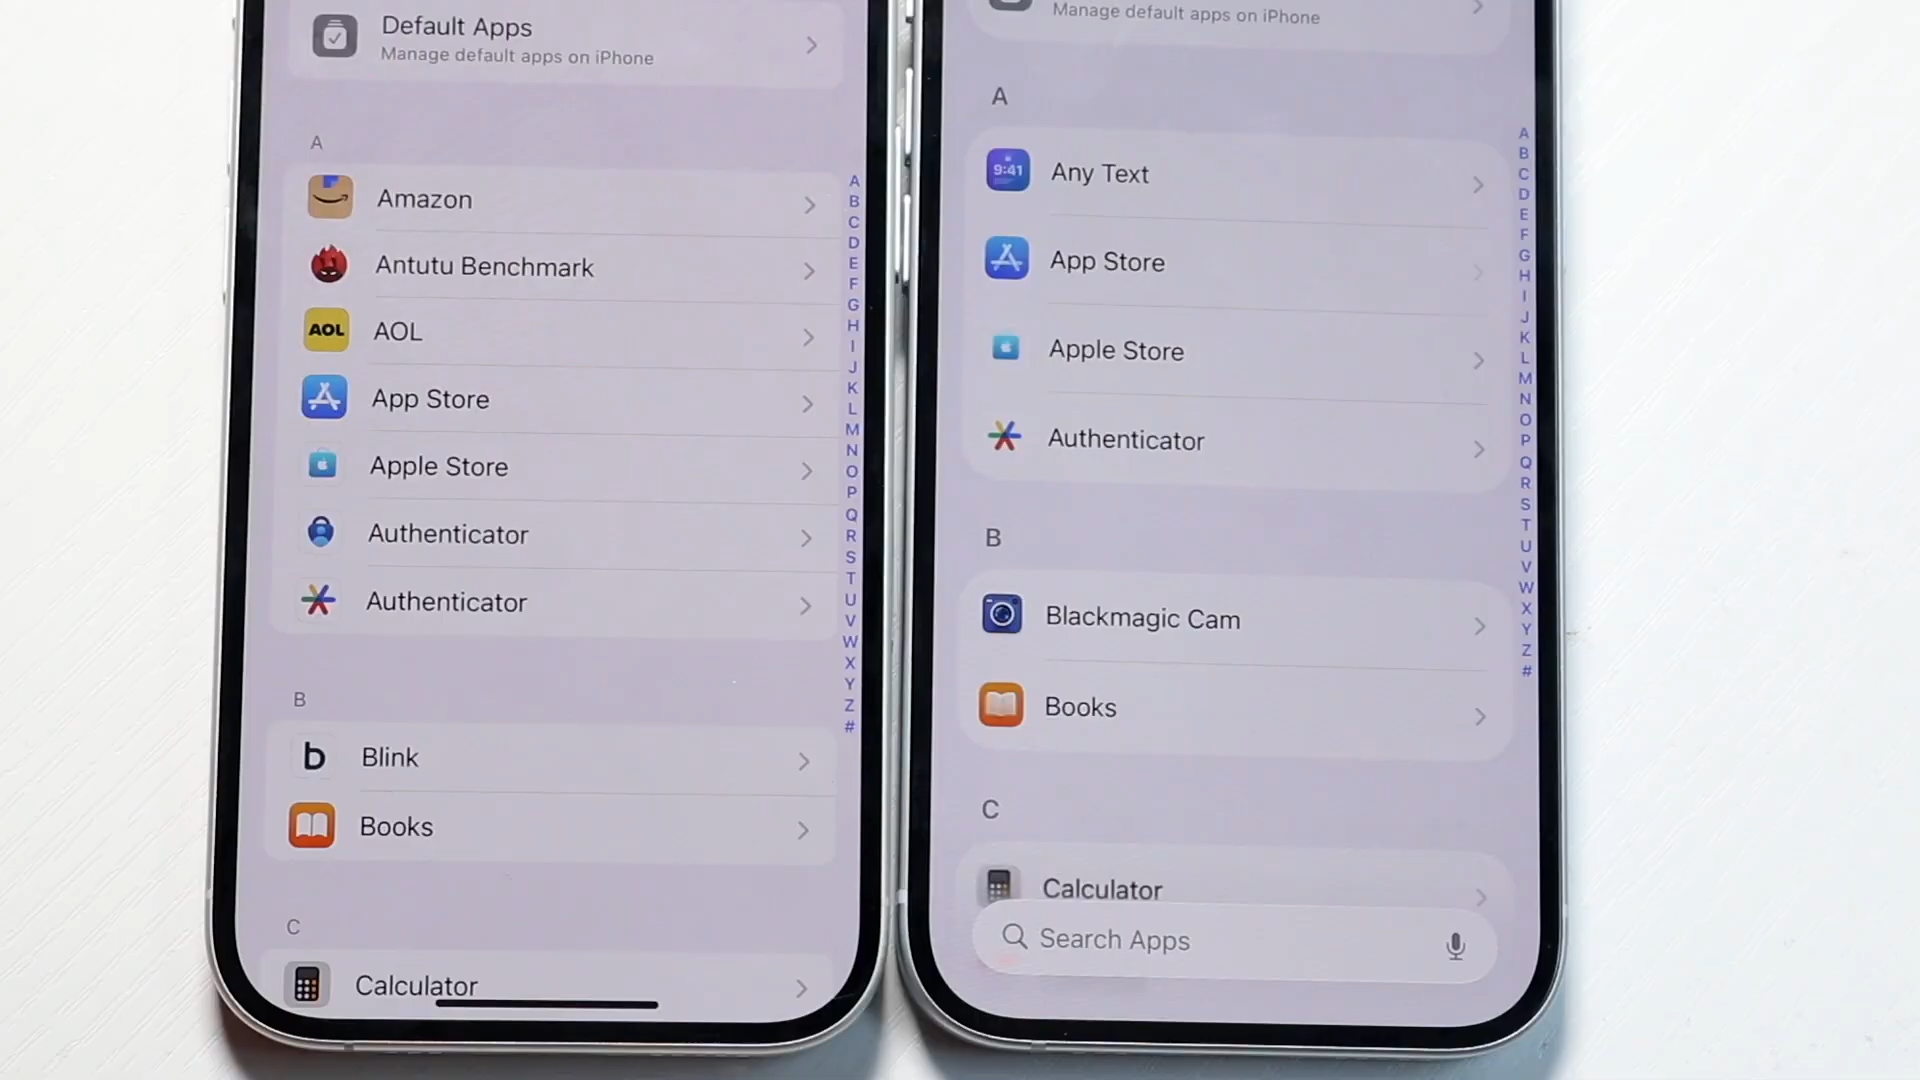 Default Apps
Manage default apps on iPhone
A
Amazon
Antutu Benchmark
AOL
AOL
App Store
Apple Store
Authenticator
Authenticator
B
b
Blink
Books
C
Calculator
A
B
C
D
E
F
G
H
I
J
K
L
M
N
O
P
Q
R
S
T
U
V
W
X
Y
Z
#
Manage default apps on iPhone
A
9:41
Any Text
App Store
Apple Store
Authenticator
B
Blackmagic Cam
Books
C
Calculator
Search Apps
A
B
C
D
E
F
G
H
I
J
K
L
M
N
O
P
Q
R
S
T
U
V
W
X
Y
Z
#